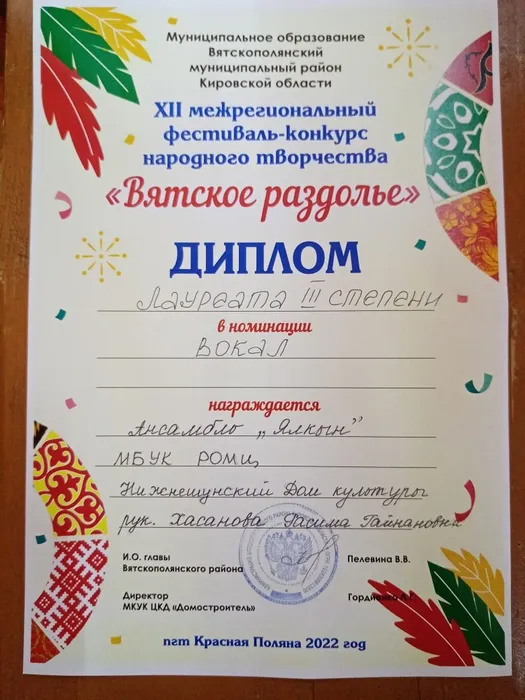 Муниципальное образование
Вятскополянский
муниципальный район
Кировской области
XII межрегиональный
фестиваль-конкурс
народного творчества
«Вятское раздолье»
ДИПЛОМ
Лауреата III степени
в номинации
Вокал
награждается
Ансамбль „Ялкын”
МБУК РОМЦ
Нижнешунский Дом культуры
рук. Хасанова Расима Гайнановна
И.О. главы
Вятскополянского района
Пелевина В.В.
Директор
МКУК ЦКД «Домостроитель»
пгт Красная Поляна 2022 год